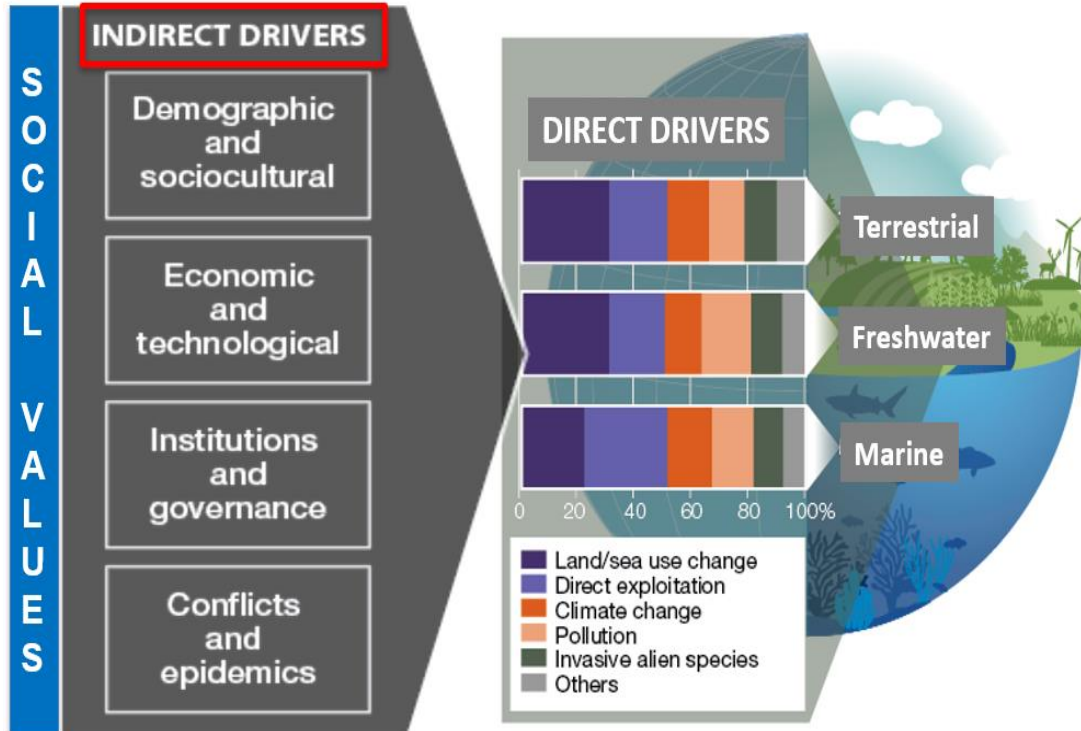 SOCIAL VALUES
INDIRECT DRIVERS
Demographic
and
sociocultural
Economic
and
technological
Institutions
and
governance
Conflicts
and
epidemics
DIRECT DRIVERS
Terrestrial
Freshwater
Marine
0 20 40 60 80 100%
Land/sea use change
Direct exploitation
Climate change
Pollution
Invasive alien species
Others